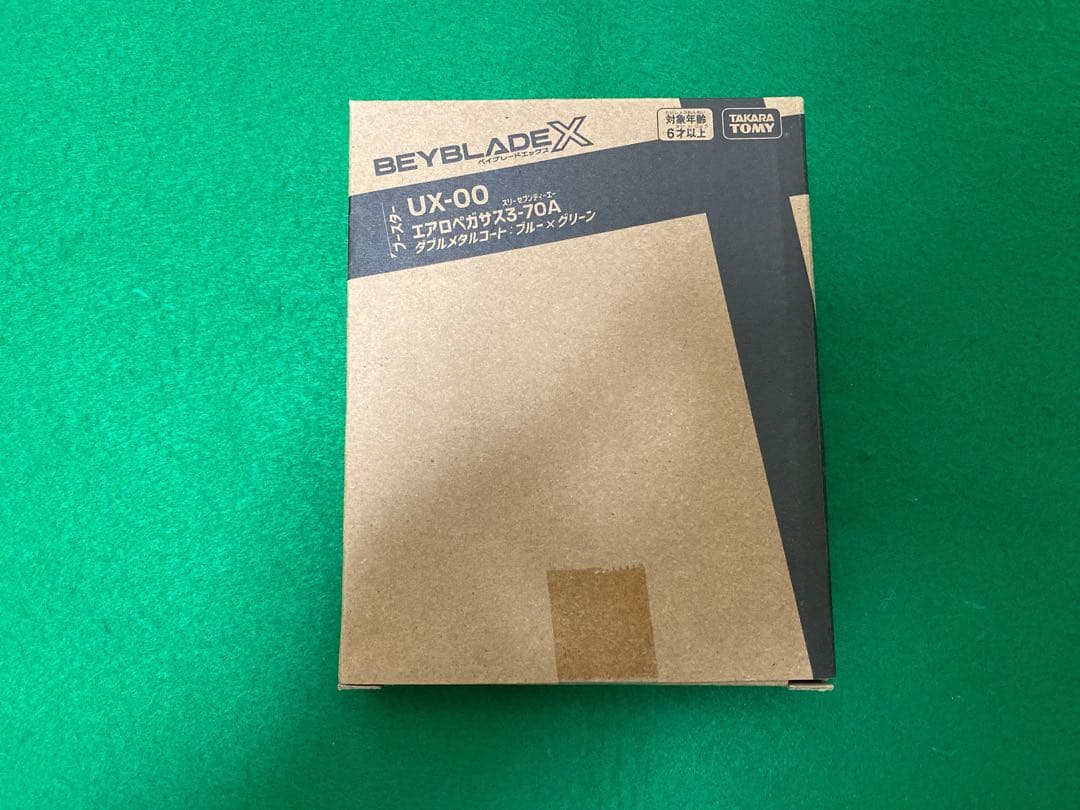 BEYBLADE X
ベイブレードエックス
対象年齢
6才以上
TAKARA
TOMY
ブースター
UX-00
スリーセブンティーエー
エアロペガサス3-70A
ダブルメタルコート:ブルー×グリーン